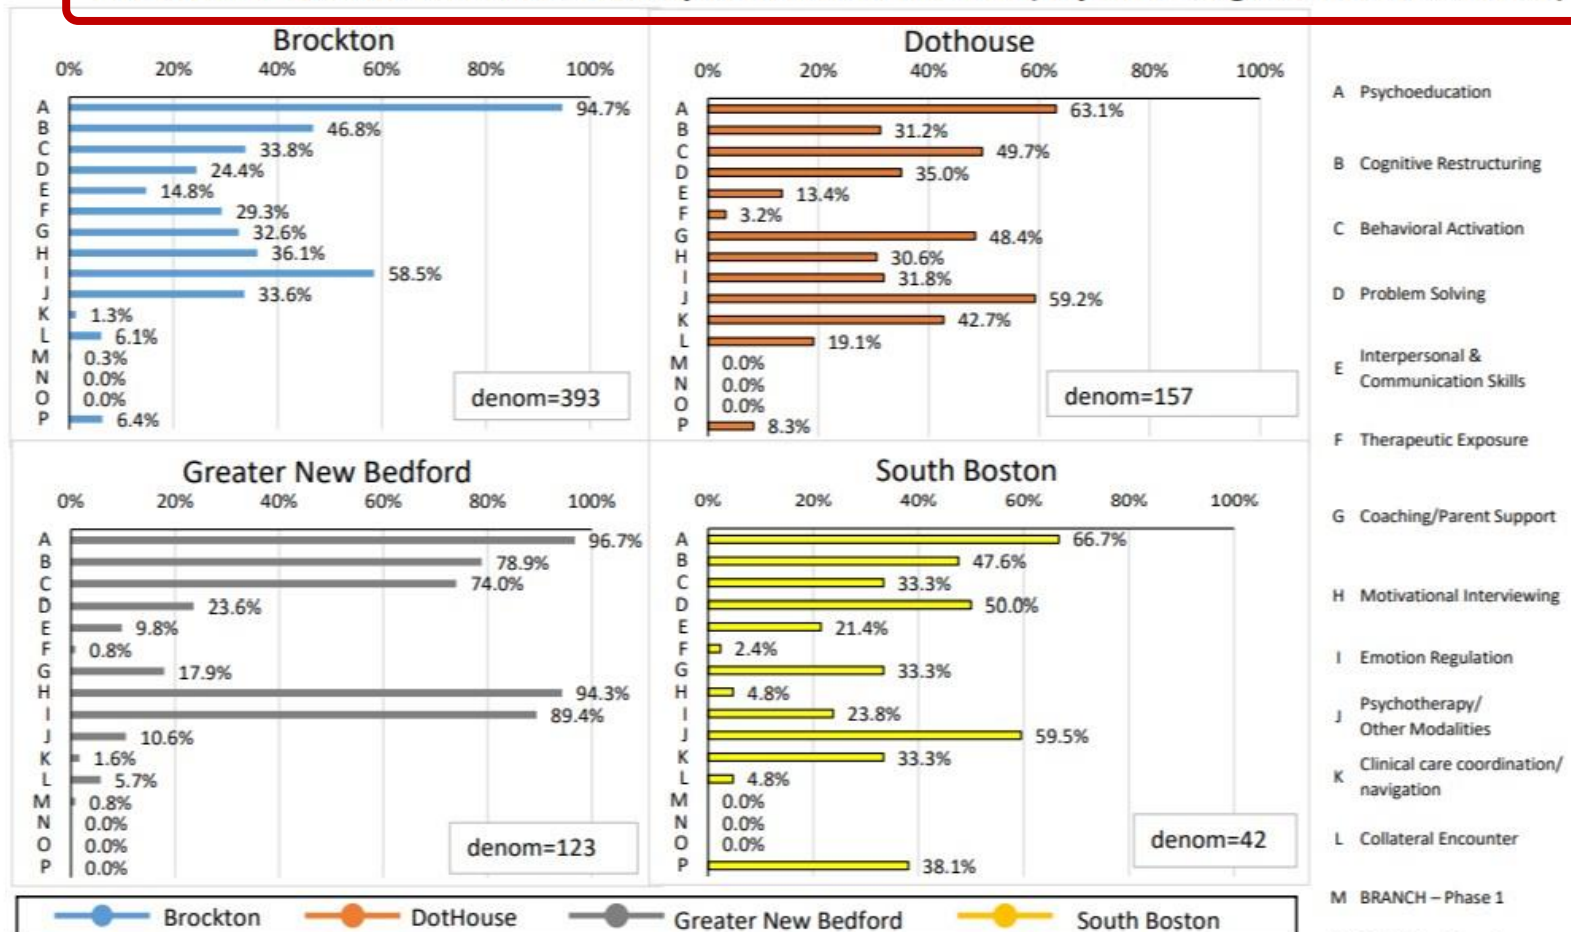 Brockton
0% 20% 40% 60% 80% 100%
A 94.7%
B 46.8%
C 33.8%
D 24.4%
E 14.8%
F 29.3%
G 32.6%
H 36.1%
I 58.5%
J 33.6%
K 1.3%
L 6.1%
M 0.3%
N 0.0%
O 0.0%
P 6.4%
denom=393
Dothouse
0% 20% 40% 60% 80% 100%
A 63.1%
B 31.2%
C 49.7%
D 35.0%
E 13.4%
F 3.2%
G 48.4%
H 30.6%
I 31.8%
J 59.2%
K 42.7%
L 19.1%
M 0.0%
N 0.0%
O 0.0%
P 8.3%
denom=157
Greater New Bedford
0% 20% 40% 60% 80% 100%
A 96.7%
B 78.9%
C 74.0%
D 23.6%
E 9.8%
F 0.8%
G 17.9%
H 94.3%
I 89.4%
J 10.6%
K 1.6%
L 5.7%
M 0.8%
N 0.0%
O 0.0%
P 0.0%
denom=123
South Boston
0% 20% 40% 60% 80% 100%
A 66.7%
B 47.6%
C 33.3%
D 50.0%
E 21.4%
F 2.4%
G 33.3%
H 4.8%
I 23.8%
J 59.5%
K 33.3%
L 4.8%
M 0.0%
N 0.0%
O 0.0%
P 38.1%
denom=42
A Psychoeducation
B Cognitive Restructuring
C Behavioral Activation
D Problem Solving
E Interpersonal &
Communication Skills
F Therapeutic Exposure
G Coaching/Parent Support
H Motivational Interviewing
I Emotion Regulation
J Psychotherapy/
Other Modalities
K Clinical care coordination/
navigation
L Collateral Encounter
M BRANCH – Phase 1
Brockton DotHouse Greater New Bedford South Boston